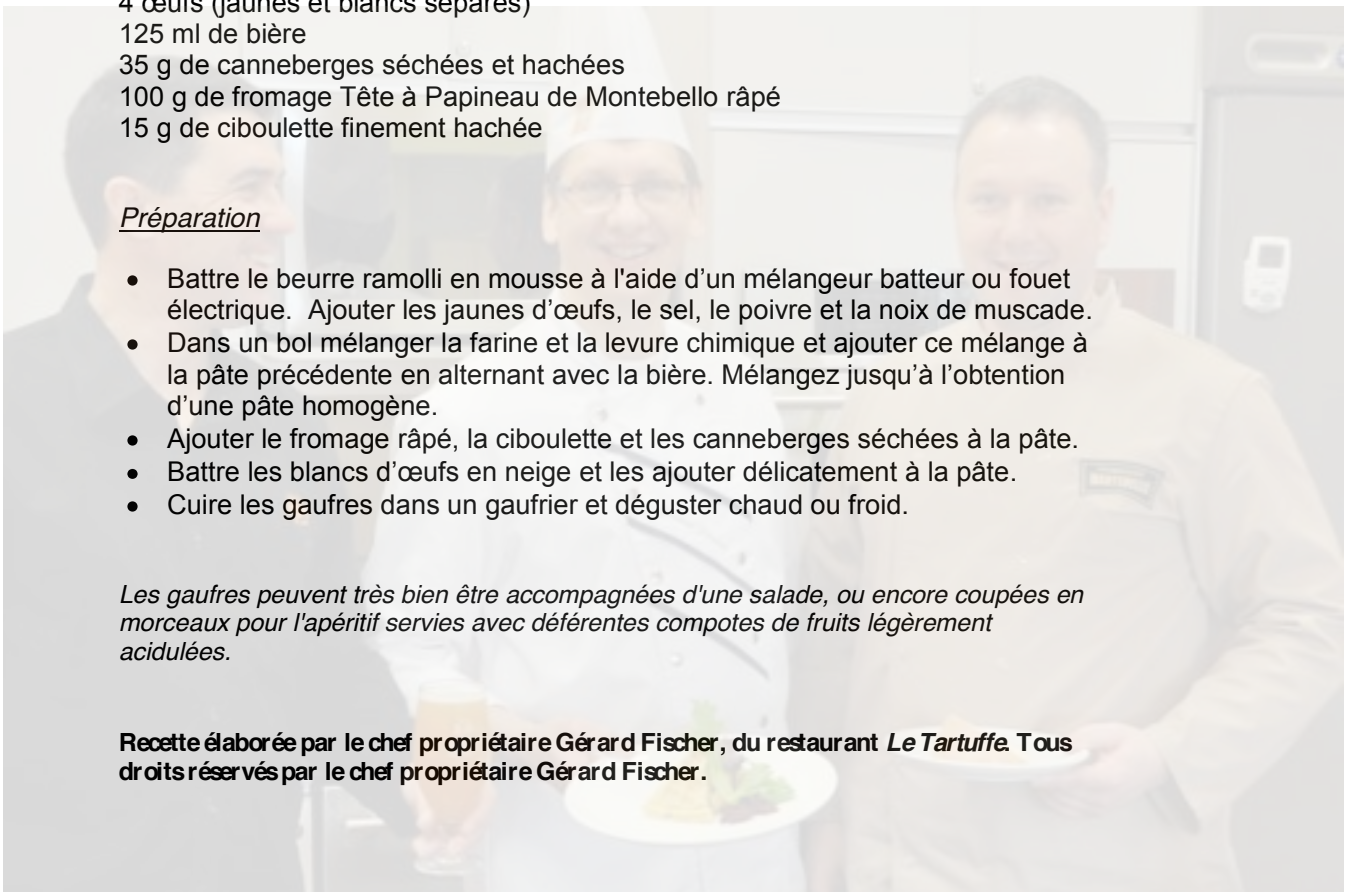 4 œufs (jaunes et blancs séparés)
125 ml de bière
35 g de canneberges séchées et hachées
100 g de fromage Tête à Papineau de Montebello râpé
15 g de ciboulette finement hachée
Préparation
• Battre le beurre ramolli en mousse à l'aide d'un mélangeur batteur ou fouet
électrique. Ajouter les jaunes d'œufs, le sel, le poivre et la noix de muscade.
• Dans un bol mélanger la farine et la levure chimique et ajouter ce mélange à
la pâte précédente en alternant avec la bière. Mélangez jusqu'à l'obtention
d'une pâte homogène.
• Ajouter le fromage râpé, la ciboulette et les canneberges séchées à la pâte.
• Battre les blancs d'œufs en neige et les ajouter délicatement à la pâte.
• Cuire les gaufres dans un gaufrier et déguster chaud ou froid.
Les gaufres peuvent très bien être accompagnées d'une salade, ou encore coupées en
morceaux pour l'apéritif servies avec déférentes compotes de fruits légèrement
acidulées.
Recette élaborée par le chef propriétaire Gérard Fischer, du restaurant Le Tartuffe. Tous
droits réservés par le chef propriétaire Gérard Fischer.